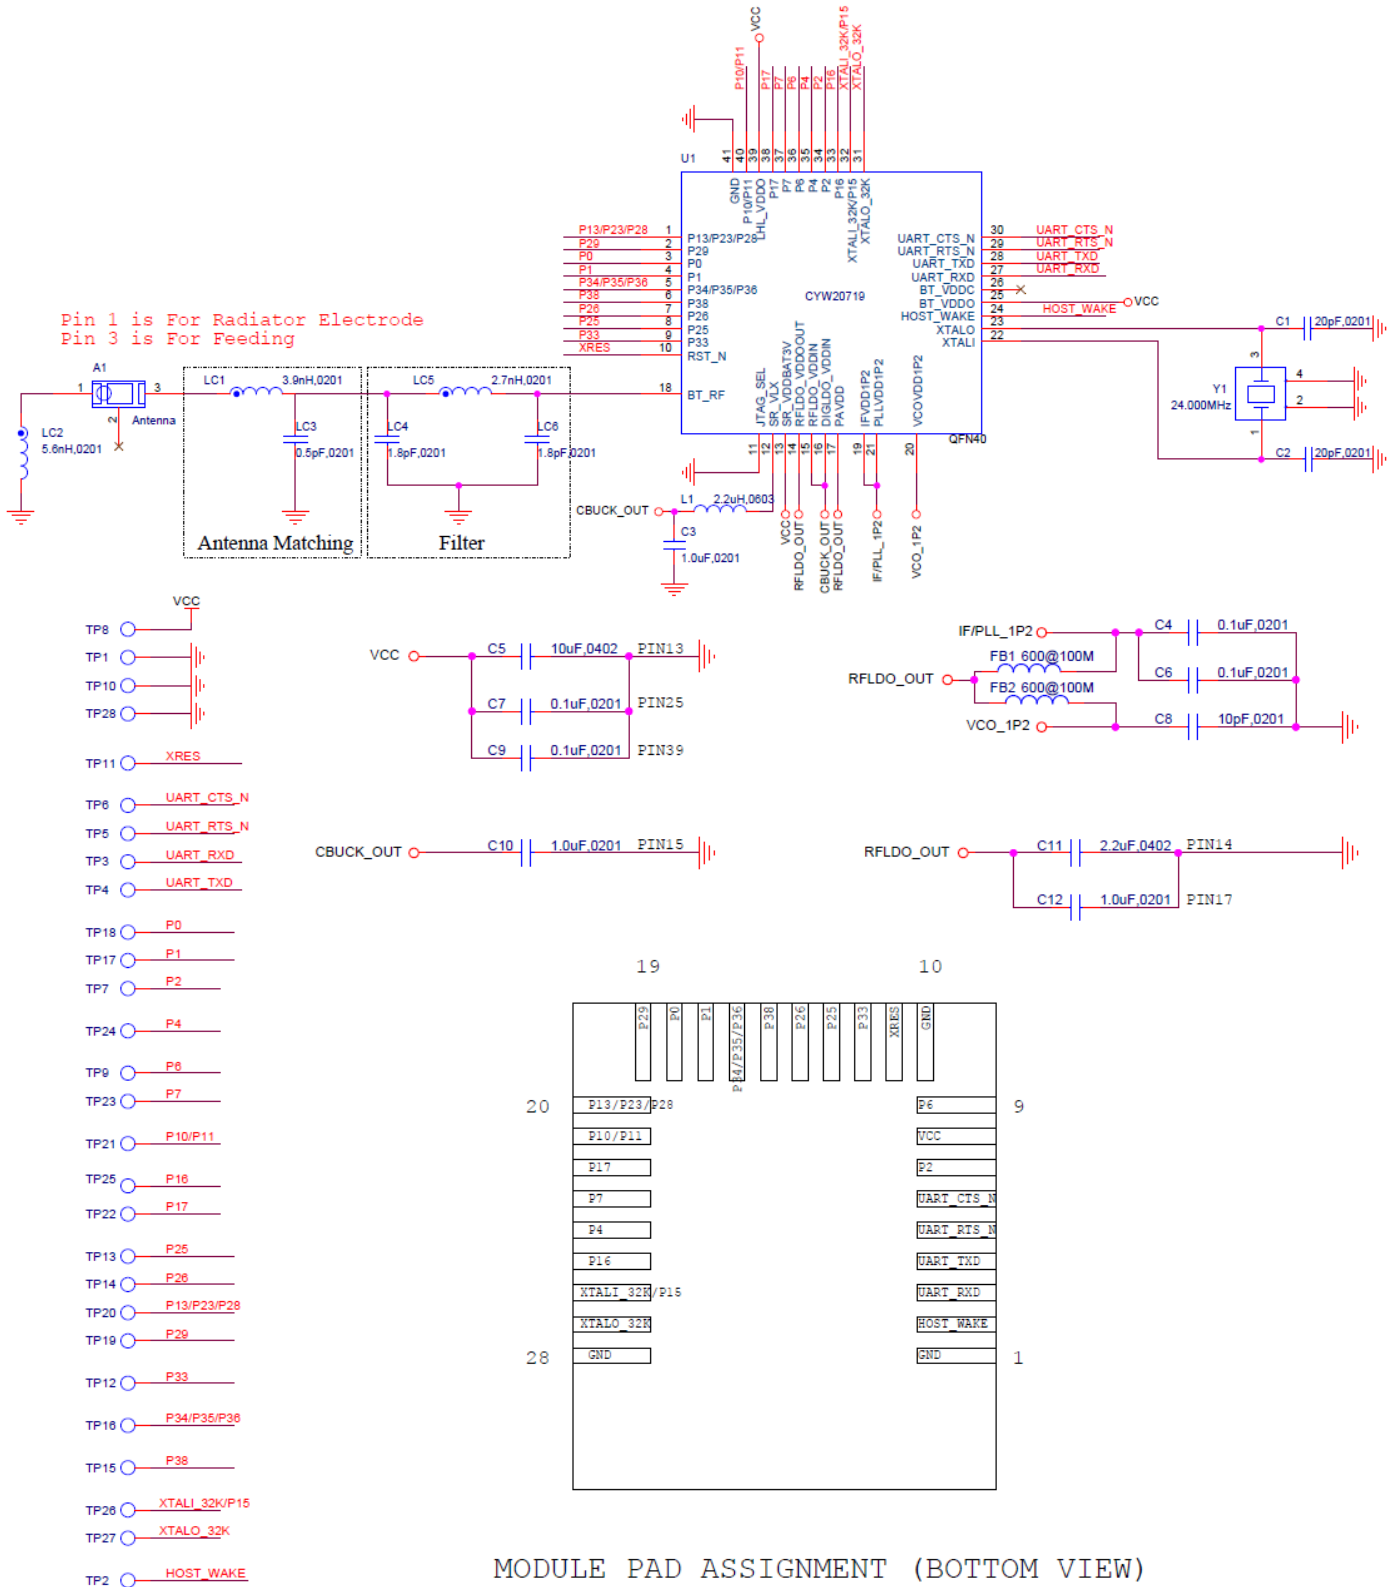 VCC
P10/P11
P17
P7
P6
P4
P2
P16
XTALI_32K/P15
XTALO_32K
U1
41
40
39
38
37
36
35
34
33
32
31
GND
P10/P11
LHL_VDDO
P17
P7
P6
P4
P2
P16
XTALI_32K/P15
XTALO_32K
P13/P23/P28 1 P13/P23/P28
P29 2 P29
P0 3 P0
P1 4 P1
P34/P35/P36 5 P34/P35/P36
P38 6 P38
P26 7 P26
P25 8 P25
P33 9 P33
XRES 10 RST_N
18 BT_RF
CYW20719
UART_CTS_N 30 UART_CTS_N
UART_RTS_N 29 UART_RTS_N
UART_TXD 28 UART_TXD
UART_RXD 27 UART_RXD
BT_VDDC 26
BT_VDDO 25 VCC
HOST_WAKE 24 HOST_WAKE
XTALO 23
XTALI 22
JTAG_SEL
SR_VLX
SR_VDDBAT3V
RFLDO_VDDOUT
RFLDO_VDDIN
DIGLDO_VDDIN
PAVDD
IFVDD1P2
PLLVDD1P2
VCOVDD1P2
QFN40
11
12
13
14
15
16
17
19
21
20
VCC
RFLDO_OUT
CBUCK_OUT
RFLDO_OUT
IF/PLL_1P2
VCO_1P2
Pin 1 is For Radiator Electrode
Pin 3 is For Feeding
A1
1
3
2
Antenna
LC2
5.6nH,0201
LC1 3.9nH,0201
LC3
0.5pF,0201
Antenna Matching
LC5 2.7nH,0201
LC4
1.8pF,0201
LC6
1.8pF,0201
Filter
CBUCK_OUT
L1 2.2uH,0603
C3
1.0uF,0201
C1 20pF,0201
3
4
Y1
24.000MHz
2
1
C2 20pF,0201
VCC
TP8
TP1
TP10
TP28
TP11 XRES
TP6 UART_CTS_N
TP5 UART_RTS_N
TP3 UART_RXD
TP4 UART_TXD
TP18 P0
TP17 P1
TP7 P2
TP24 P4
TP9 P6
TP23 P7
TP21 P10/P11
TP25 P16
TP22 P17
TP13 P25
TP14 P26
TP20 P13/P23/P28
TP19 P29
TP12 P33
TP16 P34/P35/P36
TP15 P38
TP26 XTALI_32K/P15
TP27 XTALO_32K
TP2 HOST_WAKE
VCC C5 10uF,0402 PIN13
C7 0.1uF,0201 PIN25
C9 0.1uF,0201 PIN39
CBUCK_OUT C10 1.0uF,0201 PIN15
IF/PLL_1P2 C4 0.1uF,0201
FB1 600@100M
RFLDO_OUT C6 0.1uF,0201
FB2 600@100M
VCO_1P2 C8 10pF,0201
RFLDO_OUT C11 2.2uF,0402 PIN14
C12 1.0uF,0201 PIN17
19 10
P29
P0
P1
P34/P35/P36
P38
P26
P25
P33
XRES
GND
20 P13/P23/P28 P6 9
P10/P11 VCC
P17 P2
P7 UART_CTS_N
P4 UART_RTS_N
P16 UART_TXD
XTALI_32K/P15 UART_RXD
XTALO_32K HOST_WAKE
28 GND GND 1
MODULE PAD ASSIGNMENT (BOTTOM VIEW)